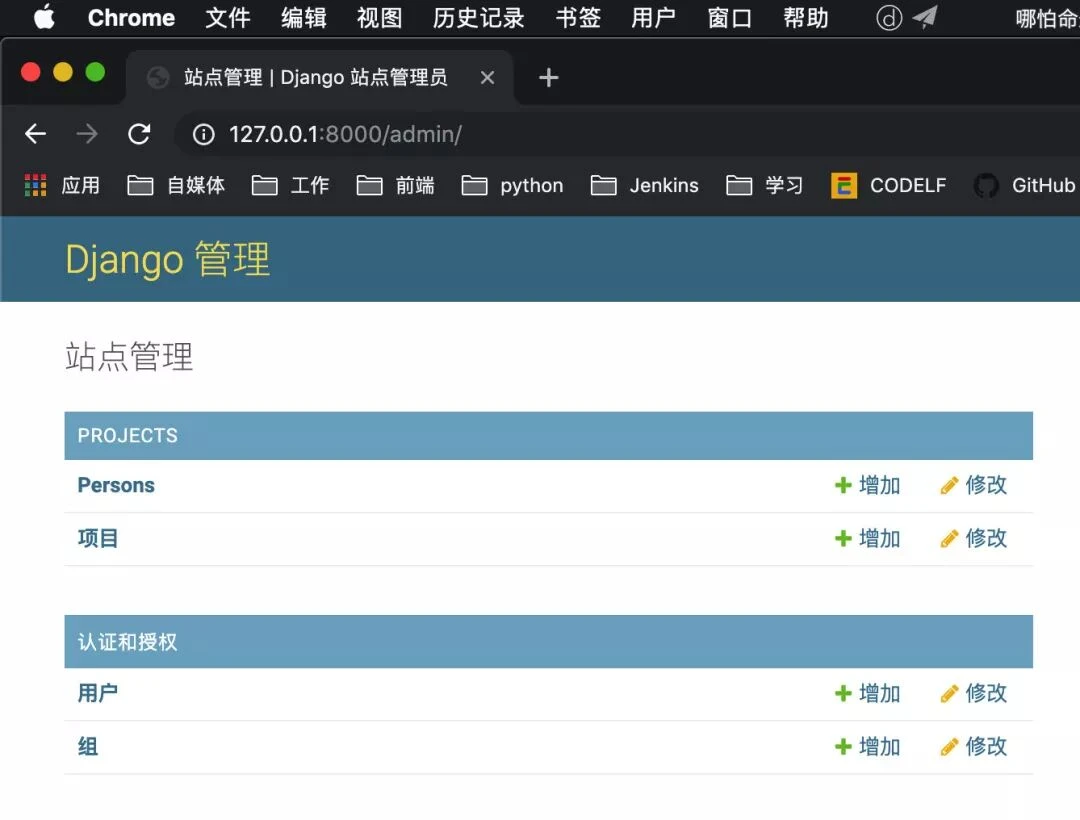 Chrome 文件 编辑 视图 历史记录 书签 用户 窗口 帮助 哪怕命
站点管理 | Django 站点管理员
127.0.0.1:8000/admin/
应用 自媒体 工作 前端 python Jenkins 学习 CODELF GitHub
Django 管理
站点管理
PROJECTS
Persons 增加 修改
项目 增加 修改
认证和授权
用户 增加 修改
组 增加 修改